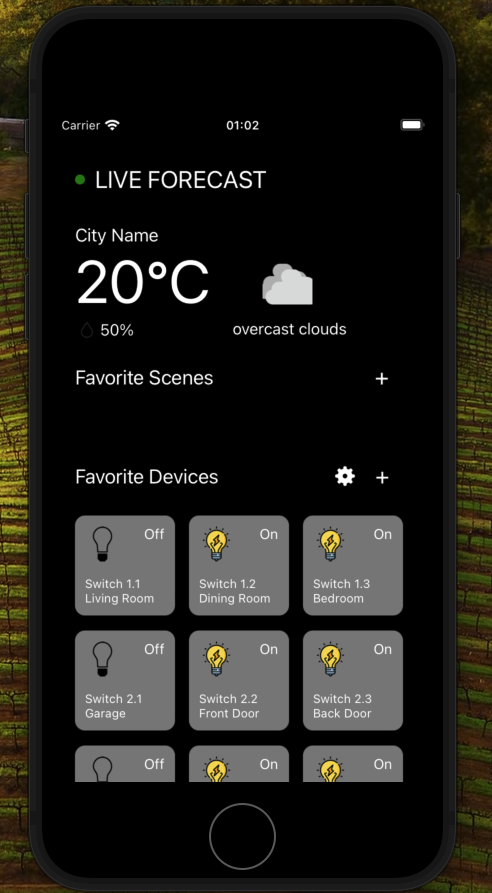 Carrier 01:02
LIVE FORECAST
City Name
20°C
50% overcast clouds
Favorite Scenes +
Favorite Devices +
Off On On
Switch 1.1 Switch 1.2 Switch 1.3
Living Room Dining Room Bedroom
Off On On
Switch 2.1 Switch 2.2 Switch 2.3
Garage Front Door Back Door
Off On On